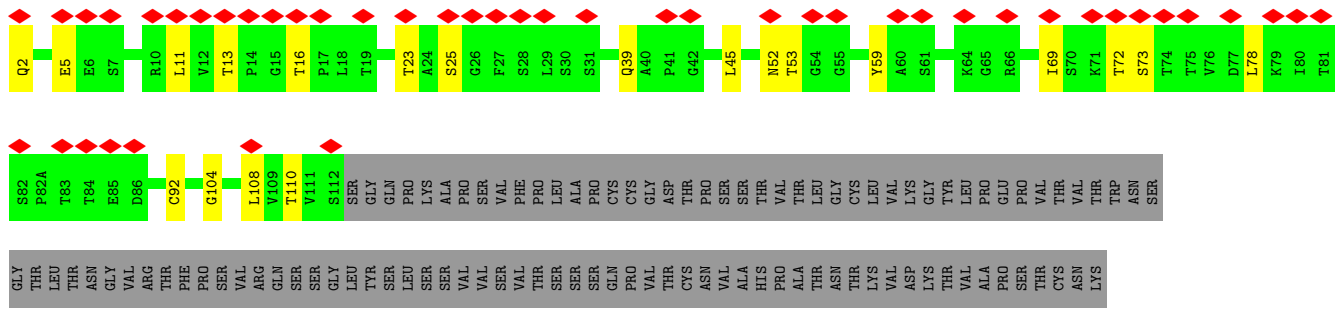 Q2 E5 E6 S7 R10 L11 V12 T13 P14 G15 T16 P17 L18 T19 T23 A24 S25 G26 F27 S28 L29 S30 S31 Q39 A40 P41 G42 L45 N52 T53 G54 G55 Y59 A60 S61 K64 G65 R66 I69 S70 K71 T72 S73 T74 T75 V76 D77 L78 K79 I80 T81
S82 P82A T83 T84 E85 D86 C92 G104 L108 V109 T110 V111 S112 SER GLY GLN PRO LYS ALA PRO SER VAL PHE PRO LEU ALA PRO CYS CYS GLY ASP THR PRO SER SER THR VAL THR LEU GLY CYS LEU VAL LYS GLY TYR LEU PRO GLU PRO VAL THR VAL THR TRP ASN SER
GLY THR LEU THR ASN GLY VAL ARG THR PHE PRO SER VAL ARG GLN SER SER GLY LEU TYR SER LEU SER SER VAL VAL SER VAL THR SER SER SER GLN PRO VAL THR CYS ASN VAL ALA HIS PRO ALA THR ASN THR LYS VAL ASP LYS THR VAL ALA PRO SER THR CYS ASN LYS